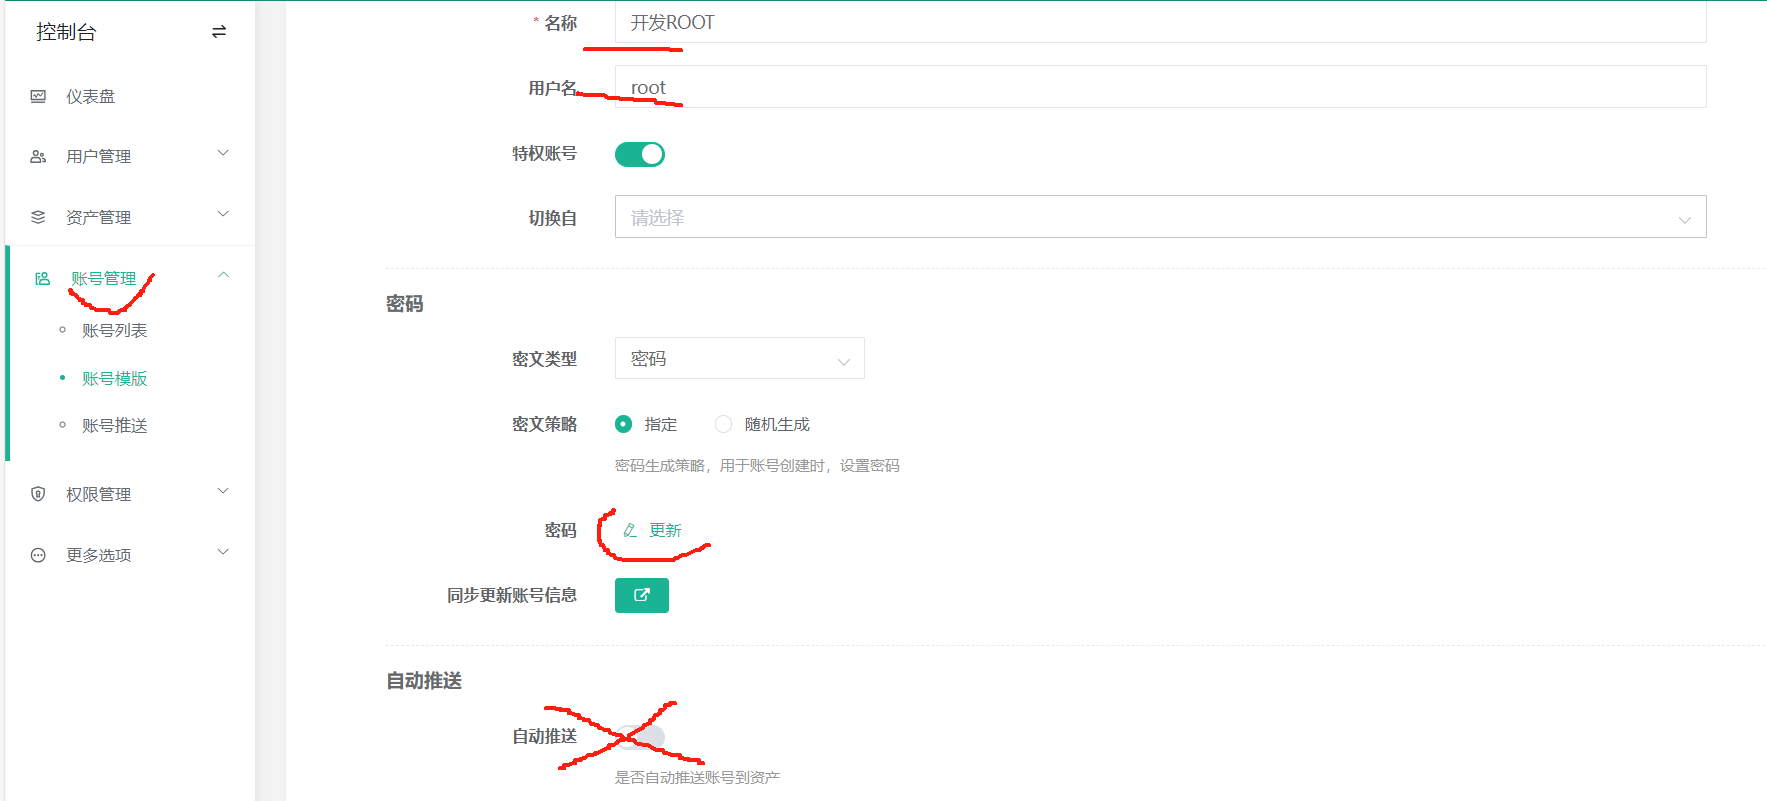 控制台
仪表盘
用户管理
资产管理
账号管理
账号列表
账号模版
账号推送
权限管理
更多选项
* 名称 开发ROOT
用户名 root
特权账号
切换自 请选择
密码
密文类型 密码
密文策略 指定 随机生成
密码生成策略，用于账号创建时，设置密码
密码 更新
同步更新账号信息
自动推送
自动推送
是否自动推送账号到资产